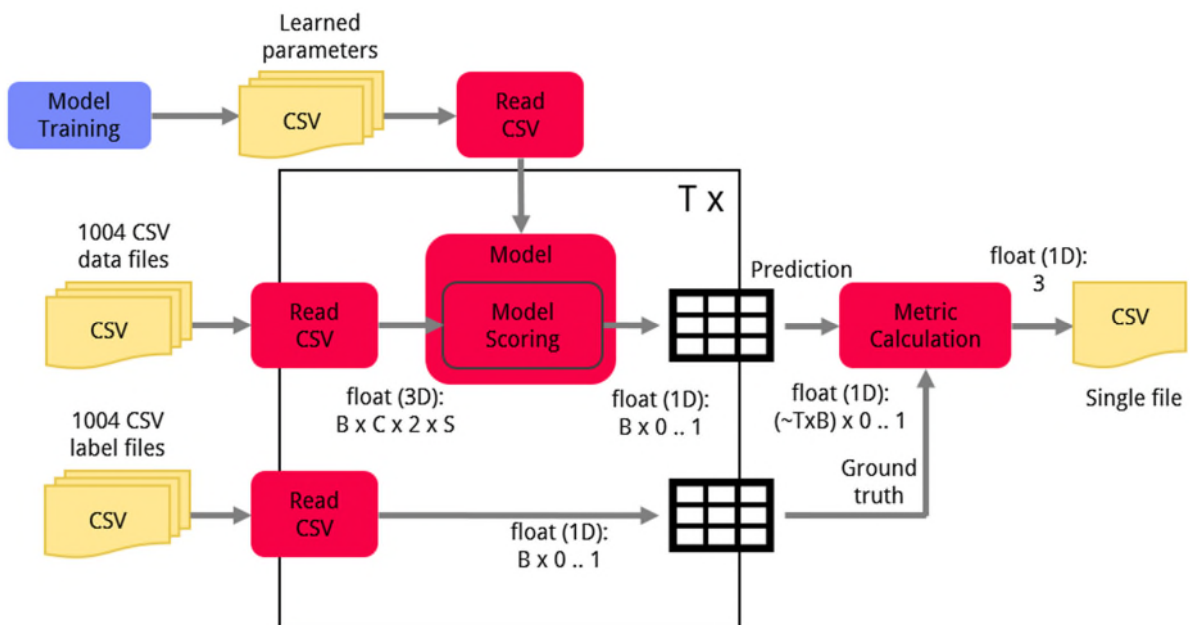 Learned
parameters
Model
Training
CSV
Read
CSV
T x
1004 CSV
data files
CSV
Read
CSV
Model
Model
Scoring
float (3D):
B x C x 2 x S
float (1D):
B x 0 .. 1
Prediction
Metric
Calculation
float (1D):
3
CSV
Single file
float (1D):
(~TxB) x 0 .. 1
Ground
truth
1004 CSV
label files
CSV
Read
CSV
float (1D):
B x 0 .. 1